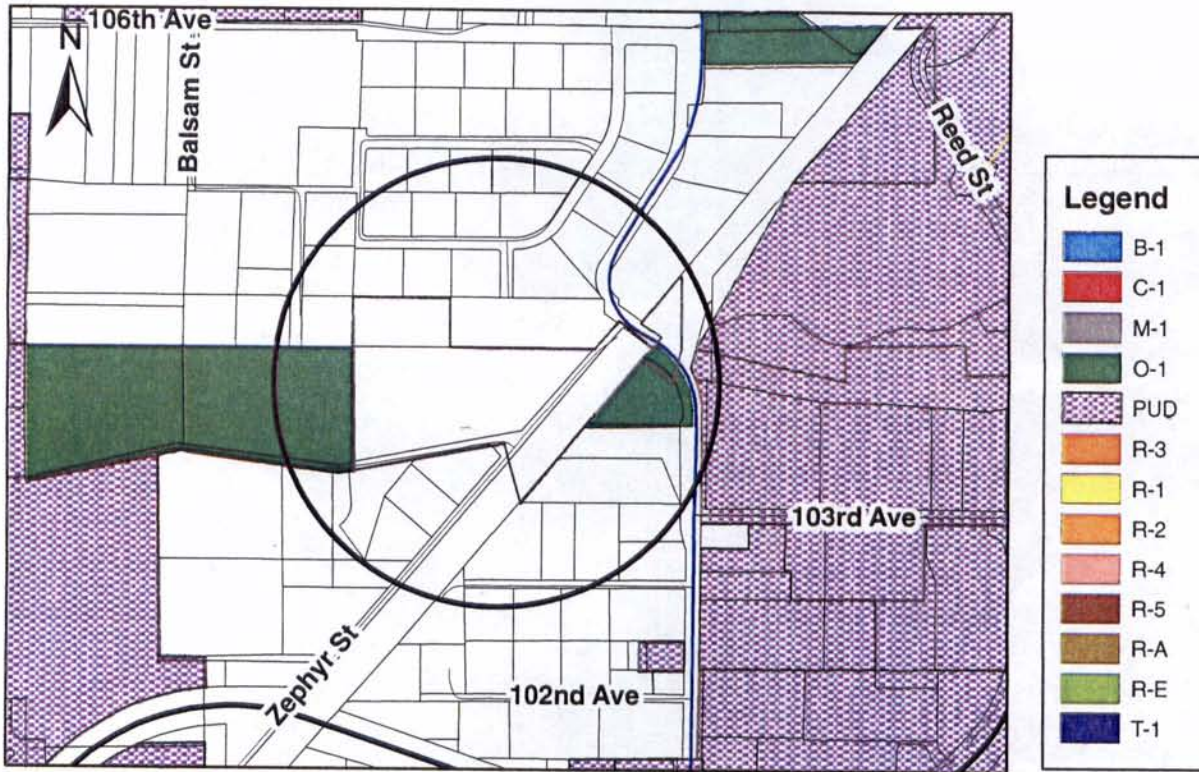 106th Ave
N
Balsam St
Reed St
103rd Ave
Zephyr St
102nd Ave
Legend
B-1
C-1
M-1
O-1
PUD
R-3
R-1
R-2
R-4
R-5
R-A
R-E
T-1